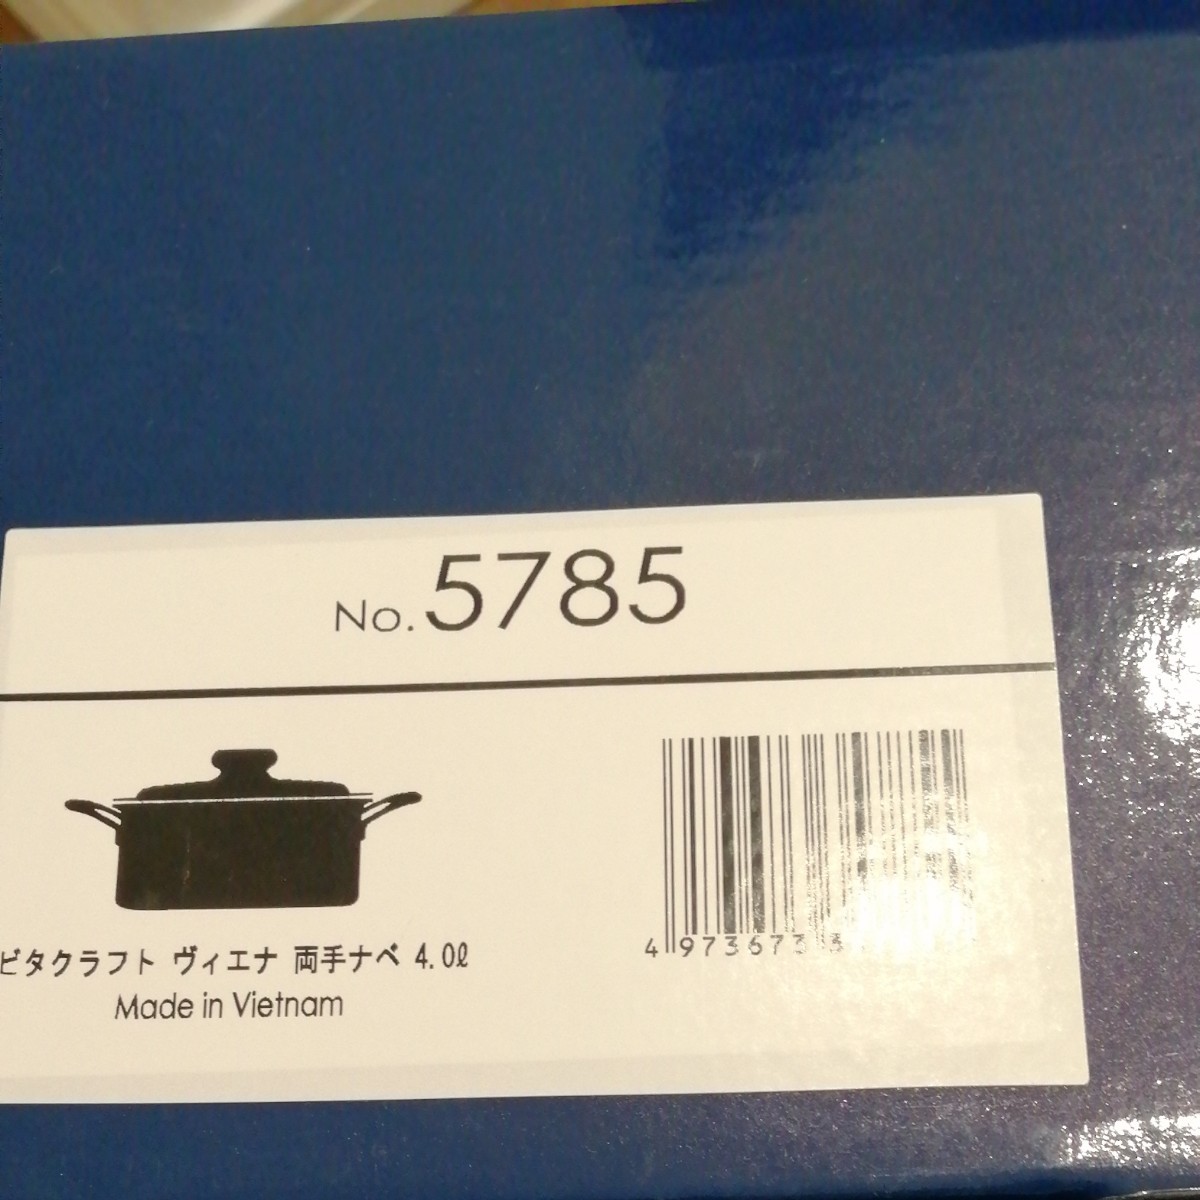 No.5785
ビタクラフト ヴィエナ 両手ナベ 4.0ℓ
Made in Vietnam
4 973673